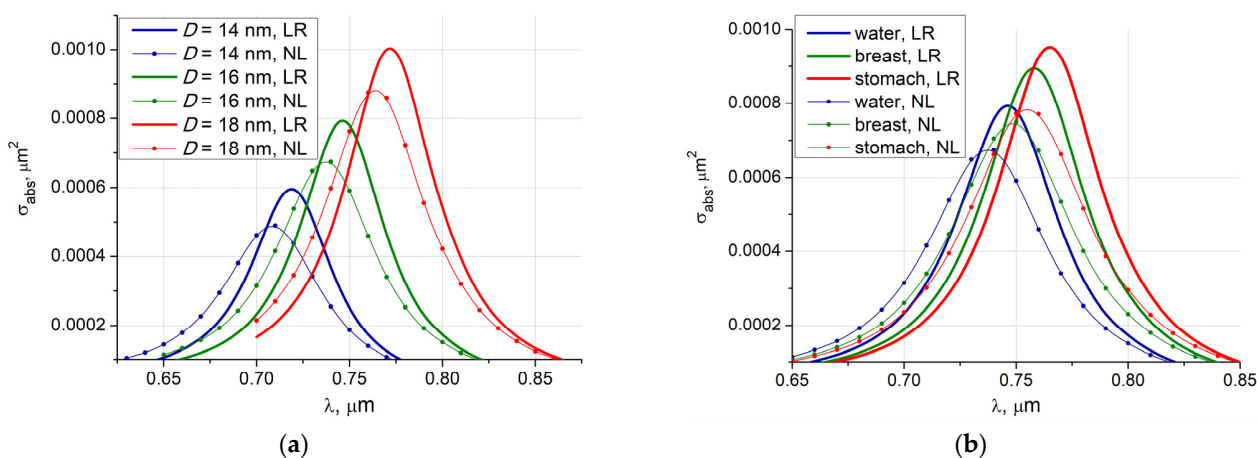 D = 14 nm, LR
D = 14 nm, NL
D = 16 nm, LR
D = 16 nm, NL
D = 18 nm, LR
D = 18 nm, NL
0.0010
0.0008
0.0006
0.0004
0.0002
σabs, μm²
0.65 0.70 0.75 0.80 0.85
λ, μm
(a)
water, LR
breast, LR
stomach, LR
water, NL
breast, NL
stomach, NL
0.0010
0.0008
0.0006
0.0004
0.0002
σabs, μm²
0.65 0.70 0.75 0.80 0.85
λ, μm
(b)